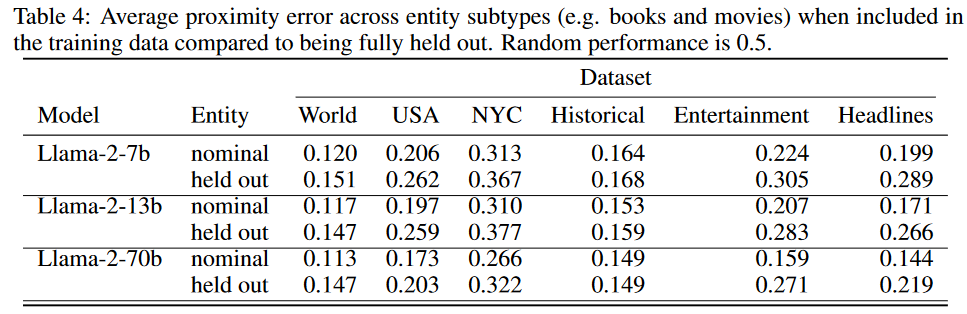 Table 4: Average proximity error across entity subtypes (e.g. books and movies) when included in
the training data compared to being fully held out. Random performance is 0.5.
Dataset
Model Entity World USA NYC Historical Entertainment Headlines
Llama-2-7b nominal 0.120 0.206 0.313 0.164 0.224 0.199
held out 0.151 0.262 0.367 0.168 0.305 0.289
Llama-2-13b nominal 0.117 0.197 0.310 0.153 0.207 0.171
held out 0.147 0.259 0.377 0.159 0.283 0.266
Llama-2-70b nominal 0.113 0.173 0.266 0.149 0.159 0.144
held out 0.147 0.203 0.322 0.149 0.271 0.219